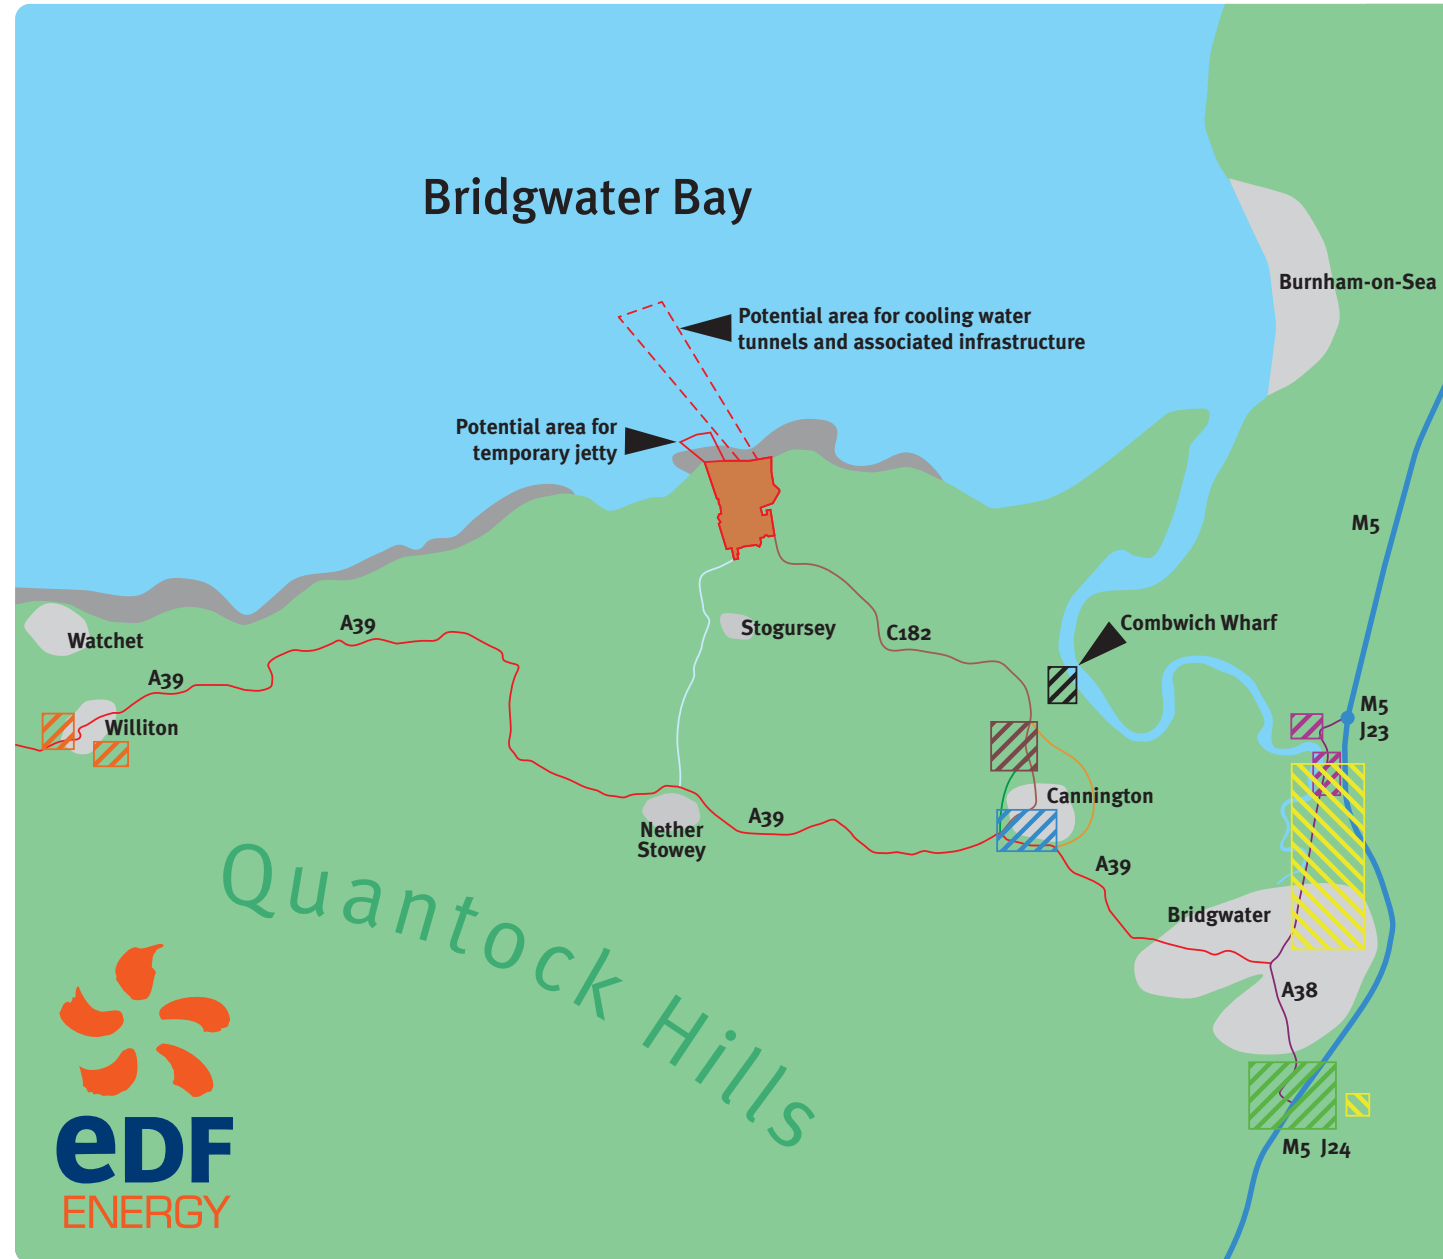 Bridgwater Bay
Burnham-on-Sea
Potential area for cooling water
tunnels and associated infrastructure
Potential area for
temporary jetty
M5
Combwich Wharf
A39
Stogursey
C182
Watchet
A39
M5
J23
Williton
Cannington
A39
Nether
Stowey
A39
Bridgwater
Quantock Hills
A38
eDF
ENERGY
M5 J24